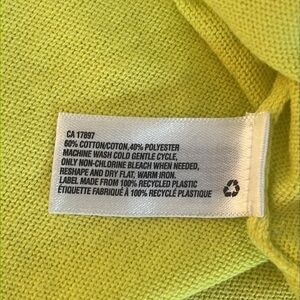 CA 17897
60% COTTON/COTON, 40% POLYESTER
MACHINE WASH COLD GENTLE CYCLE,
ONLY NON-CHLORINE BLEACH WHEN NEEDED,
RESHAPE AND DRY FLAT, WARM IRON.
LABEL MADE FROM 100% RECYCLED PLASTIC
ÉTIQUETTE FABRIQUÉ À 100% RECYCLÉ PLASTIQUE